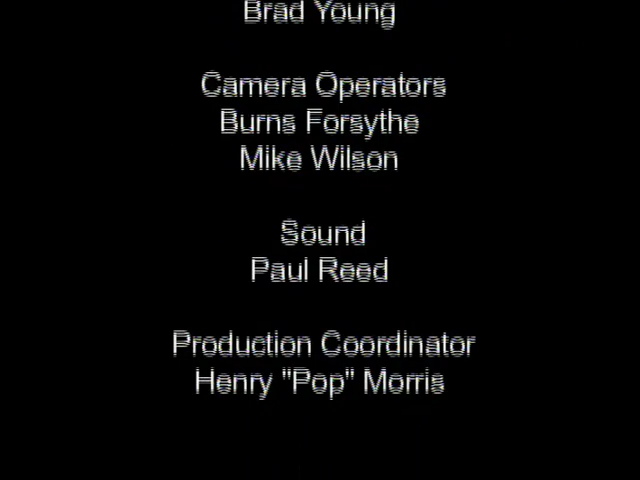 Brad Young
Camera Operators
Burns Forsythe
Mike Wilson
Sound
Paul Reed
Production Coordinator
Henry "Pop" Morris